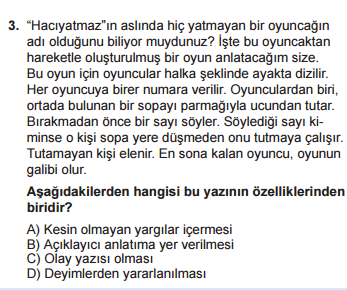 3. “Hacıyatmaz”ın aslında hiç yatmayan bir oyuncağın
adı olduğunu biliyor muydunuz? İşte bu oyuncaktan
hareketle oluşturulmuş bir oyun anlatacağım size.
Bu oyun için oyuncular halka şeklinde ayakta dizilir.
Her oyuncuya birer numara verilir. Oyunculardan biri,
ortada bulunan bir sopayı parmağıyla ucundan tutar.
Bırakmadan önce bir sayı söyler. Söylediği sayı ki-
minse o kişi sopa yere düşmeden onu tutmaya çalışır.
Tutamayan kişi elenir. En sona kalan oyuncu, oyunun
galibi olur.
Aşağıdakilerden hangisi bu yazının özelliklerinden
biridir?
A) Kesin olmayan yargılar içermesi
B) Açıklayıcı anlatıma yer verilmesi
C) Olay yazısı olması
D) Deyimlerden yararlanılması